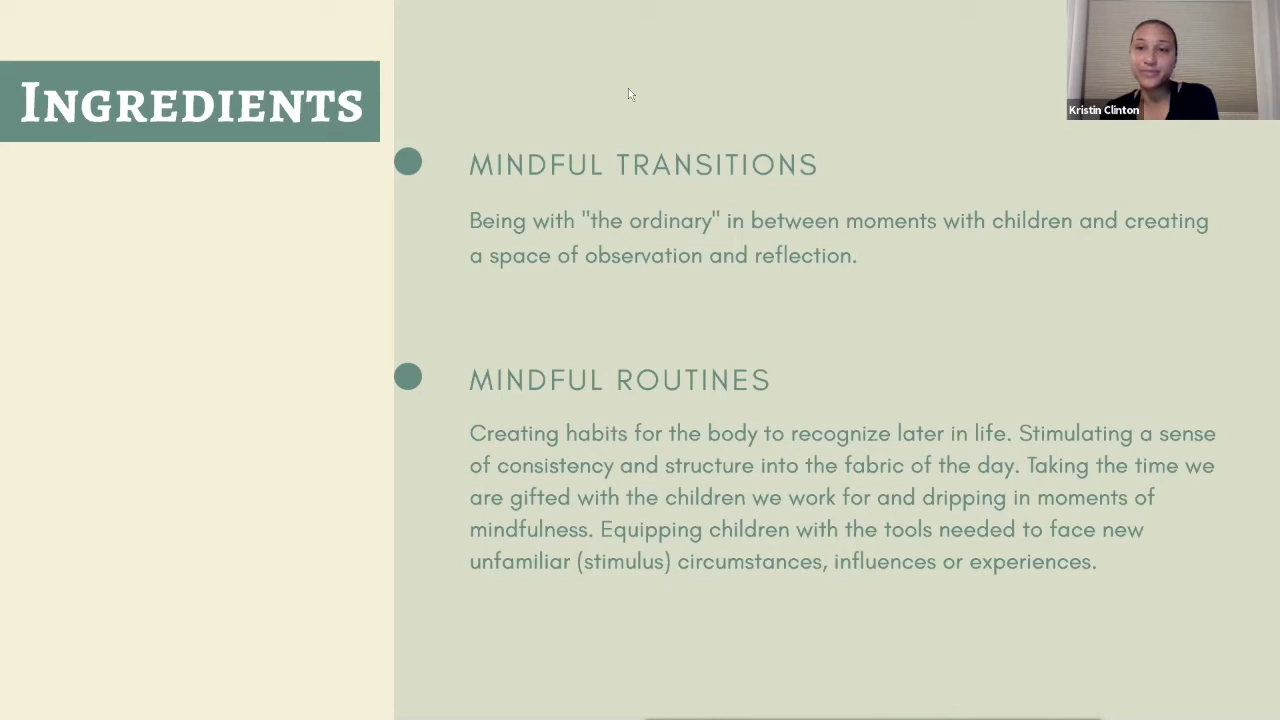 Ingredients
Kristin Clinton
MINDFUL TRANSITIONS
Being with "the ordinary" in between moments with children and creating
a space of observation and reflection.
MINDFUL ROUTINES
Creating habits for the body to recognize later in life. Stimulating a sense
of consistency and structure into the fabric of the day. Taking the time we
are gifted with the children we work for and dripping in moments of
mindfulness. Equipping children with the tools needed to face new
unfamiliar (stimulus) circumstances, influences or experiences.